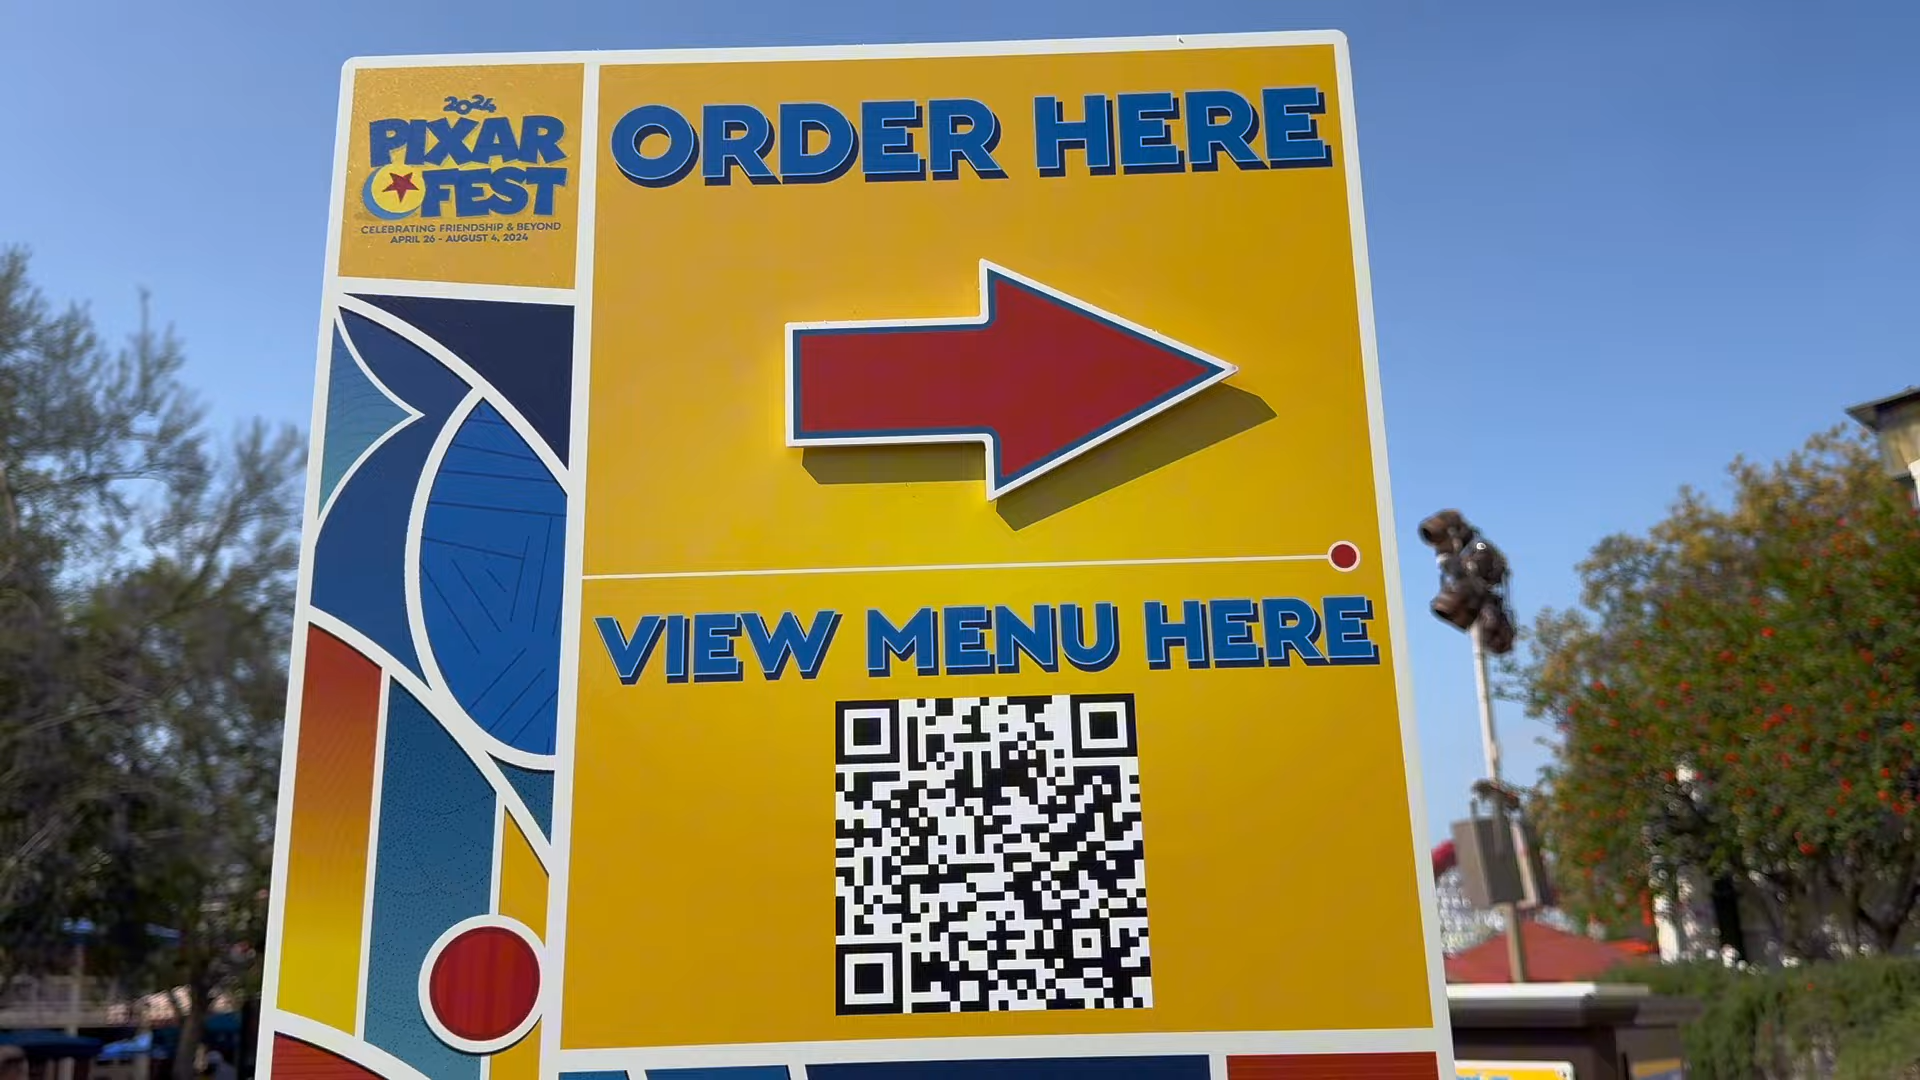 2024
PIXAR
FEST
CELEBRATING FRIENDSHIP & BEYOND
APRIL 26 - AUGUST 4, 2024
ORDER HERE
VIEW MENU HERE